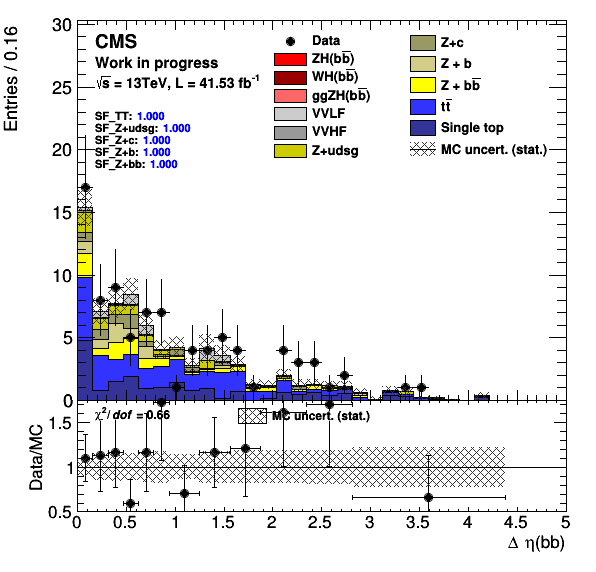 Entries / 0.16
30
25
20
15
10
5
0
CMS
Work in progress
√s = 13TeV, L = 41.53 fb⁻¹
SF_TT: 1.000
SF_Z+udsg: 1.000
SF_Z+c: 1.000
SF_Z+b: 1.000
SF_Z+bb: 1.000
Data
ZH(bb̅)
WH(bb̅)
ggZH(bb̅)
VVLF
VVHF
Z+udsg
Z+c
Z + b
Z + bb̅
tt̅
Single top
MC uncert. (stat.)
Data/MC
1.5
1
0.5
χ²/ dof = 0.66
MC uncert. (stat.)
0 0.5 1 1.5 2 2.5 3 3.5 4 4.5 5
Δ η(bb)